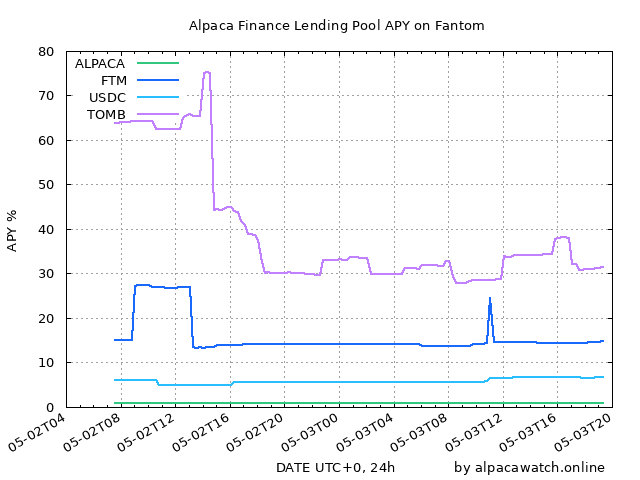 Alpaca Finance Lending Pool APY on Fantom
80
70
60
50
40
30
20
10
0
APY %
ALPACA
FTM
USDC
TOMB
05-02T04
05-02T08
05-02T12
05-02T16
05-02T20
05-03T00
05-03T04
05-03T08
05-03T12
05-03T16
05-03T20
DATE UTC+0, 24h
by alpacawatch.online